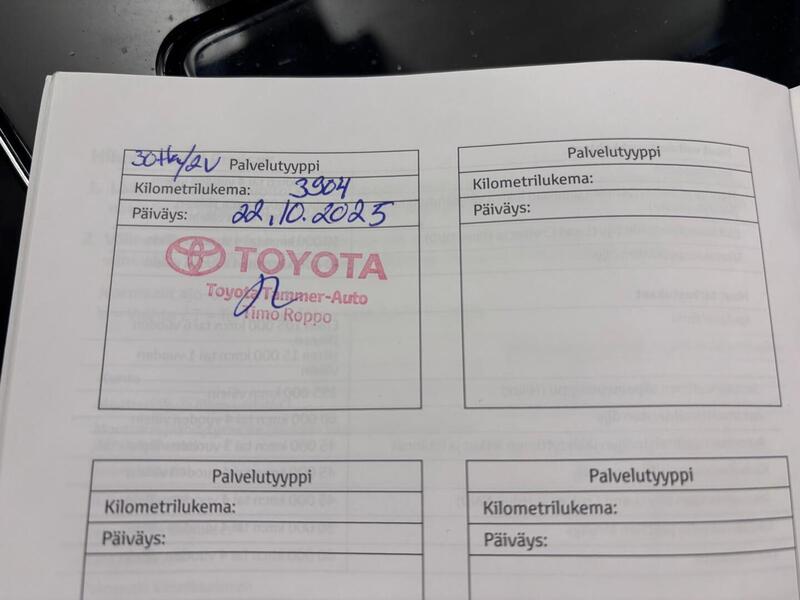 30tkm/2v Palvelutyyppi
Kilometrilukema: 3904
Päiväys: 22.10.2025
TOYOTA
Toyota Tammer-Auto
Timo Roppo
Palvelutyyppi
Kilometrilukema:
Päiväys:
Palvelutyyppi
Kilometrilukema:
Päiväys:
Palvelutyyppi
Kilometrilukema:
Päiväys: